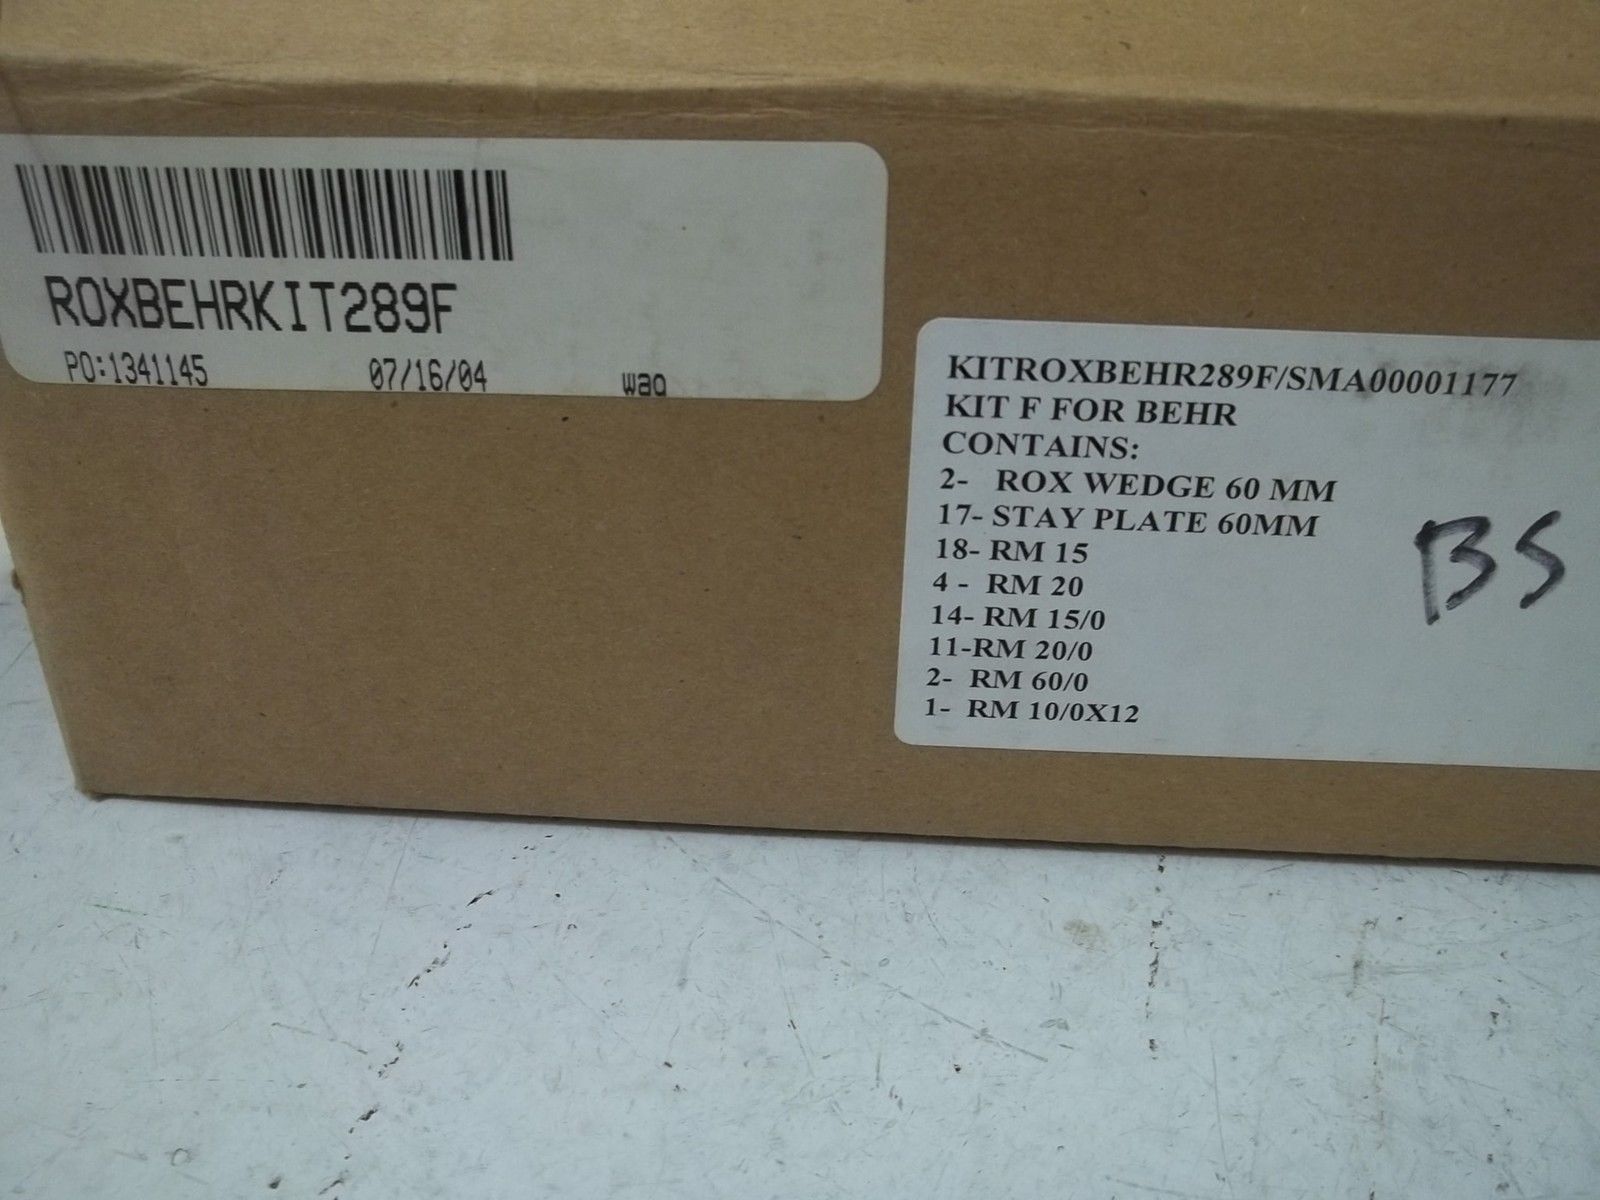 ROXBEHRKIT289F
PO:1341145 07/16/04 wao
KITROXBEHR289F/SMA00001177
KIT F FOR BEHR
CONTAINS:
2- ROX WEDGE 60 MM
17- STAY PLATE 60MM
18- RM 15
4 - RM 20
14- RM 15/0
11-RM 20/0
2- RM 60/0
1- RM 10/0X12
BS